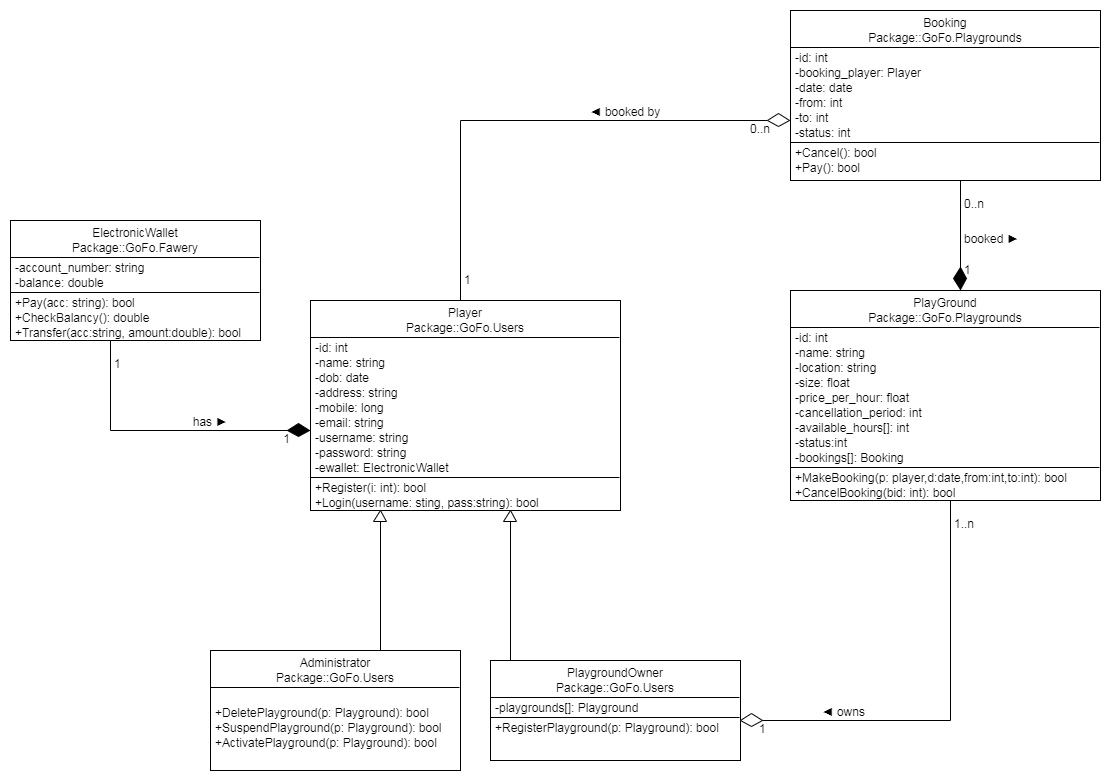 Booking
Package::GoFo.Playgrounds
-id: int
-booking_player: Player
-date: date
-from: int
-to: int
-status: int
+Cancel(): bool
+Pay(): bool
◄ booked by
0..n
0..n
booked ►
1
1
ElectronicWallet
Package::GoFo.Fawery
-account_number: string
-balance: double
+Pay(acc: string): bool
+CheckBalancy(): double
+Transfer(acc:string, amount:double): bool
1
has ►
1
Player
Package::GoFo.Users
-id: int
-name: string
-dob: date
-address: string
-mobile: long
-email: string
-username: string
-password: string
-ewallet: ElectronicWallet
+Register(i: int): bool
+Login(username: sting, pass:string): bool
PlayGround
Package::GoFo.Playgrounds
-id: int
-name: string
-location: string
-size: float
-price_per_hour: float
-cancellation_period: int
-available_hours[]: int
-status:int
-bookings[]: Booking
+MakeBooking(p: player,d:date,from:int,to:int): bool
+CancelBooking(bid: int): bool
1..n
Administrator
Package::GoFo.Users
+DeletePlayground(p: Playground): bool
+SuspendPlayground(p: Playground): bool
+ActivatePlayground(p: Playground): bool
PlaygroundOwner
Package::GoFo.Users
-playgrounds[]: Playground
+RegisterPlayground(p: Playground): bool
◄ owns
1